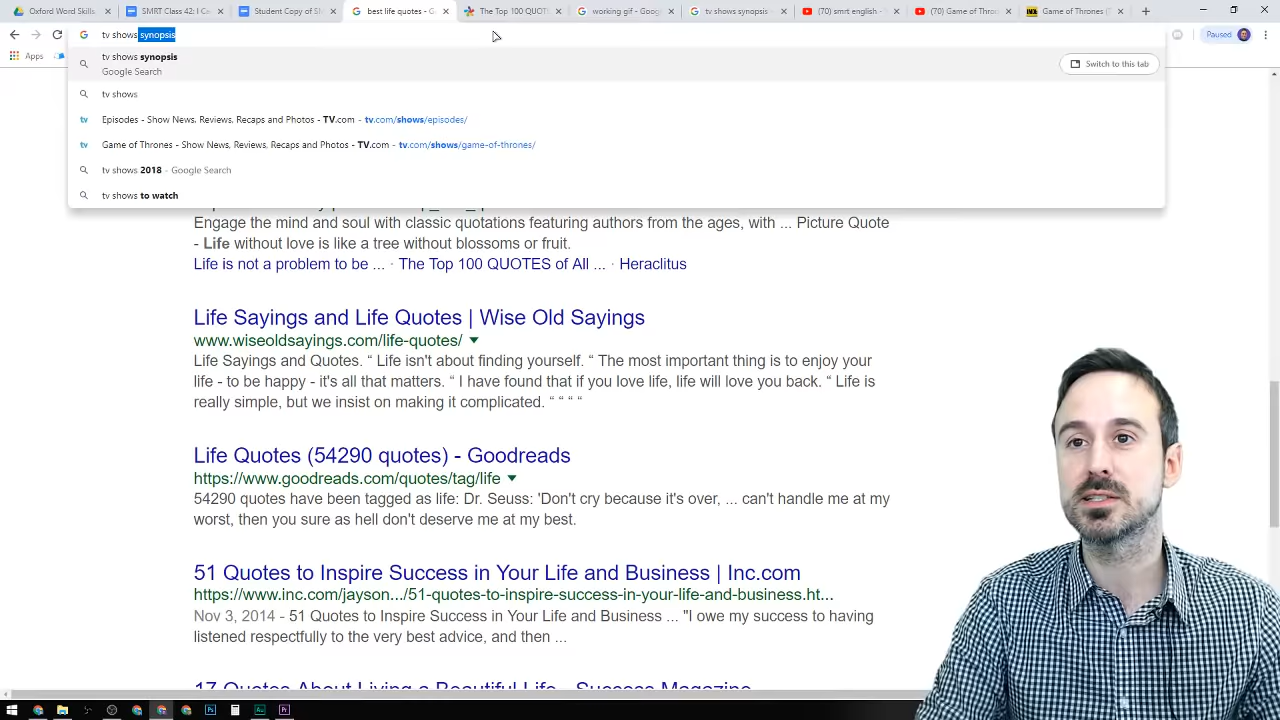 Oxford Word Skills
SMRT Class 42: I Ca
Student Copy of S
best life quotes - G
The Top 100 QUOT
working gif - Goog
tv shows synopsis
(70) smrt english -
(70) Game of Thro
Game of Thrones (T
tv shows synopsis
Paused
Apps
tv shows synopsis
Google Search
Switch to this tab
tv shows
Episodes - Show News, Reviews, Recaps and Photos - TV.com - tv.com/shows/episodes/
Game of Thrones - Show News, Reviews, Recaps and Photos - TV.com - tv.com/shows/game-of-thrones/
tv shows 2018 - Google Search
tv shows to watch
Engage the mind and soul with classic quotations featuring authors from the ages, with ... Picture Quote
- Life without love is like a tree without blossoms or fruit.
Life is not a problem to be ... · The Top 100 QUOTES of All ... · Heraclitus
Life Sayings and Life Quotes | Wise Old Sayings
www.wiseoldsayings.com/life-quotes/
Life Sayings and Quotes. “ Life isn't about finding yourself. “ The most important thing is to enjoy your
life - to be happy - it's all that matters. “ I have found that if you love life, life will love you back. “ Life is
really simple, but we insist on making it complicated. “ “ “ “
Life Quotes (54290 quotes) - Goodreads
https://www.goodreads.com/quotes/tag/life
54290 quotes have been tagged as life: Dr. Seuss: 'Don't cry because it's over, ... can't handle me at my
worst, then you sure as hell don't deserve me at my best.
51 Quotes to Inspire Success in Your Life and Business | Inc.com
https://www.inc.com/jayson.../51-quotes-to-inspire-success-in-your-life-and-business.ht...
Nov 3, 2014 - 51 Quotes to Inspire Success in Your Life and Business ... "I owe my success to having
listened respectfully to the very best advice, and then ...
17 Quotes About Living a Beautiful Life - Success Magazine